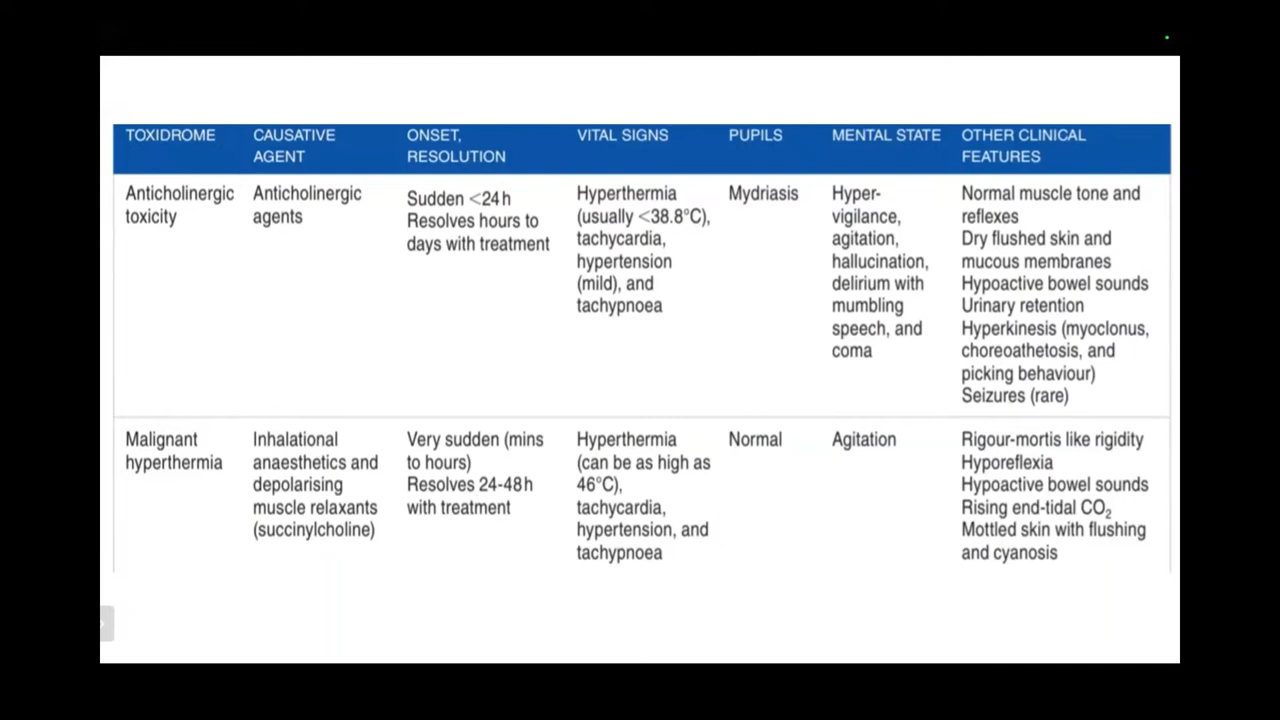 TOXIDROME
CAUSATIVE
AGENT
ONSET,
RESOLUTION
VITAL SIGNS
PUPILS
MENTAL STATE
OTHER CLINICAL
FEATURES
Anticholinergic
toxicity
Anticholinergic
agents
Sudden <24h
Resolves hours to
days with treatment
Hyperthermia
(usually <38.8°C),
tachycardia,
hypertension
(mild), and
tachypnoea
Mydriasis
Hyper-
vigilance,
agitation,
hallucination,
delirium with
mumbling
speech, and
coma
Normal muscle tone and
reflexes
Dry flushed skin and
mucous membranes
Hypoactive bowel sounds
Urinary retention
Hyperkinesis (myoclonus,
choreoathetosis, and
picking behaviour)
Seizures (rare)
Malignant
hyperthermia
Inhalational
anaesthetics and
depolarising
muscle relaxants
(succinylcholine)
Very sudden (mins
to hours)
Resolves 24-48h
with treatment
Hyperthermia
(can be as high as
46°C),
tachycardia,
hypertension, and
tachypnoea
Normal
Agitation
Rigour-mortis like rigidity
Hyporeflexia
Hypoactive bowel sounds
Rising end-tidal CO₂
Mottled skin with flushing
and cyanosis